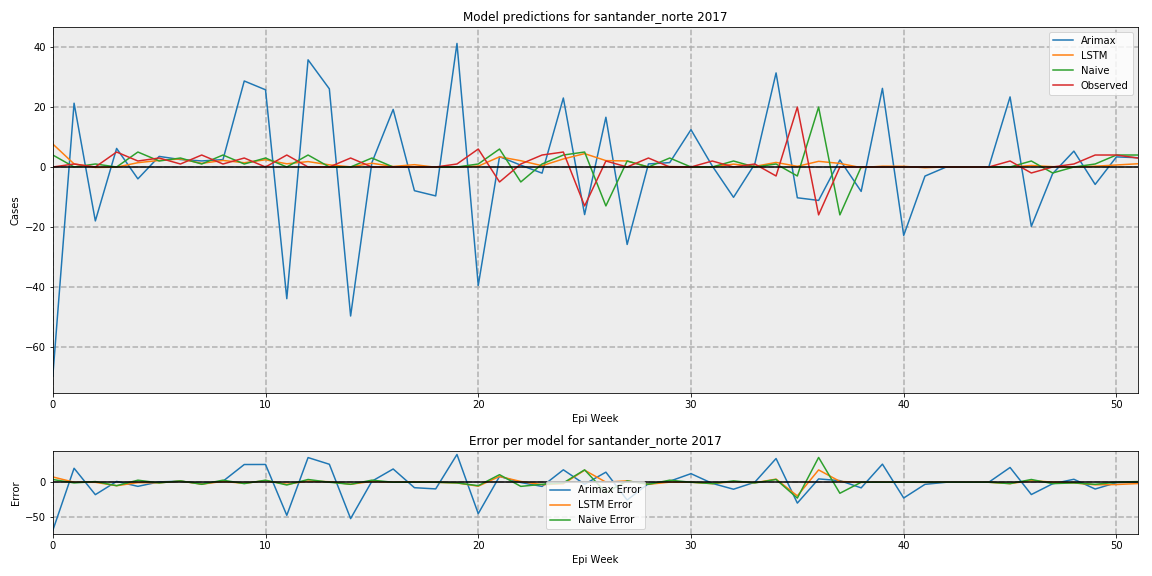 Model predictions for santander_norte 2017
Arimax
LSTM
Naive
Observed
Cases
40
20
0
−20
−40
−60
0 10 20 30 40 50
Epi Week
Error per model for santander_norte 2017
Error
0
−50
Arimax Error
LSTM Error
Naive Error
0 10 20 30 40 50
Epi Week